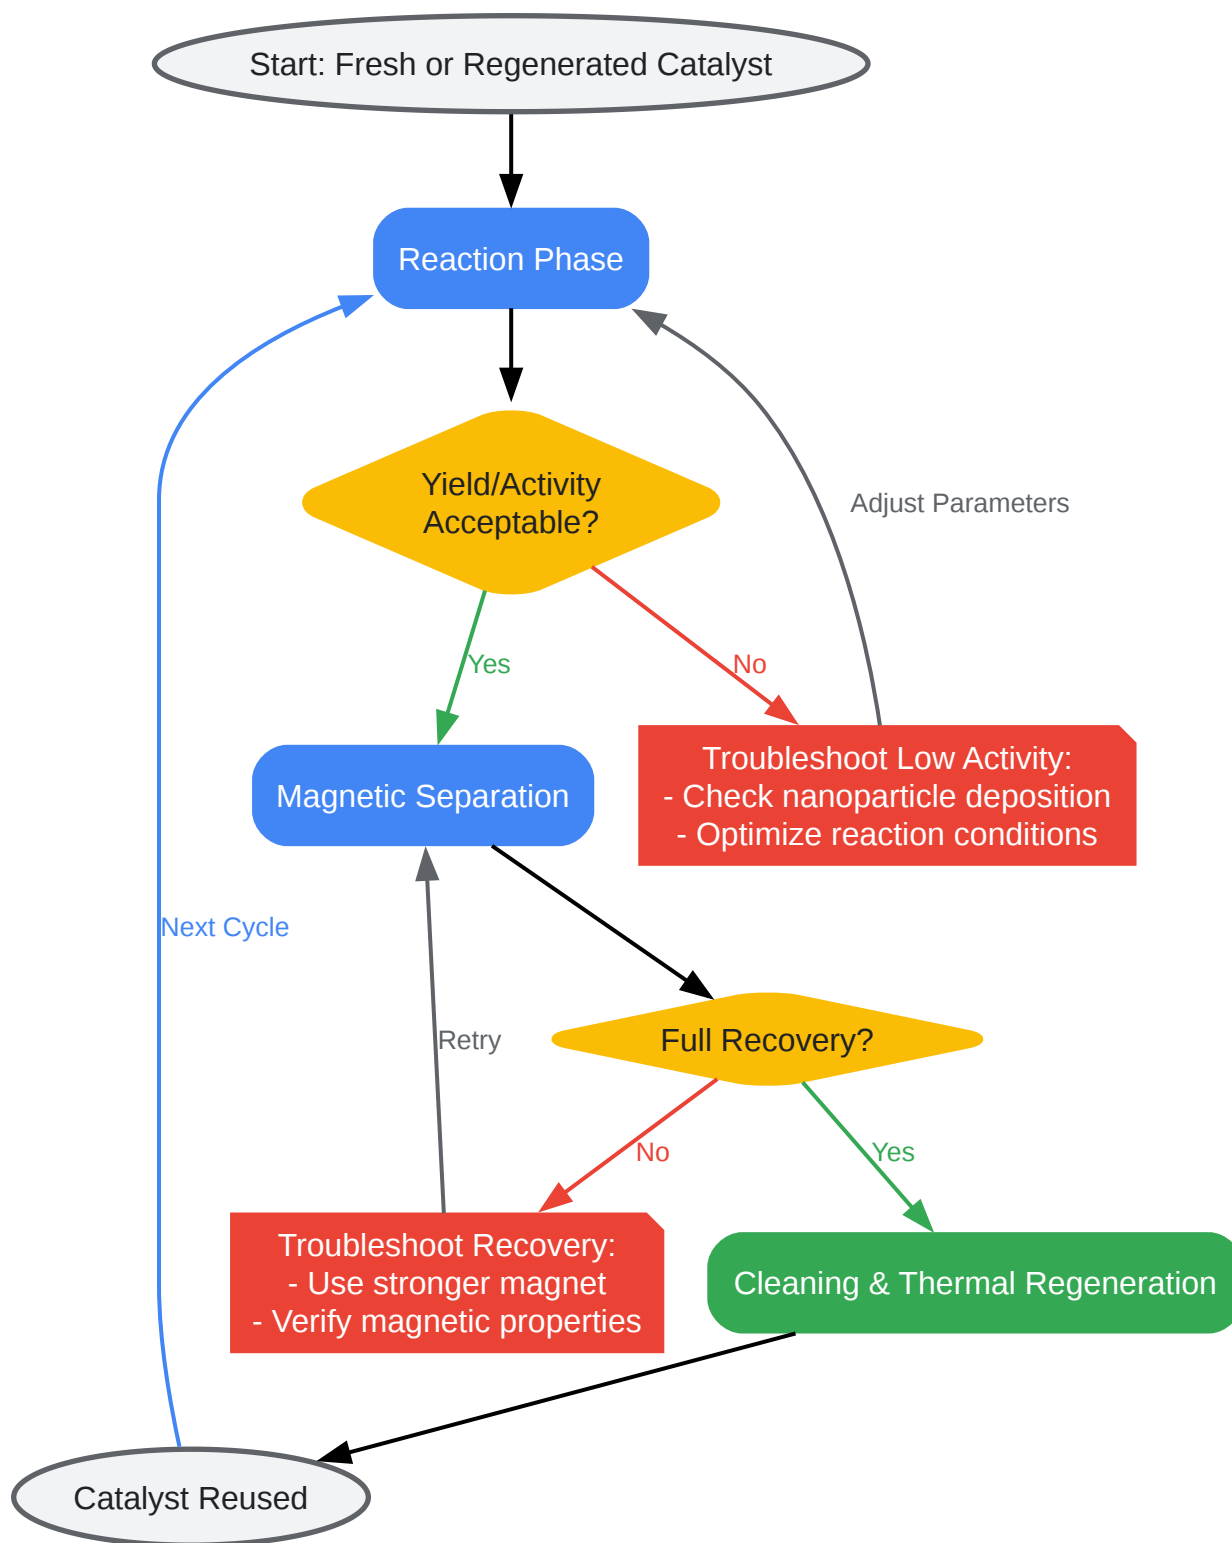 Start: Fresh or Regenerated Catalyst
Reaction Phase
Yield/Activity
Acceptable?
Adjust Parameters
Yes
No
Troubleshoot Low Activity:
- Check nanoparticle deposition
- Optimize reaction conditions
Magnetic Separation
Next Cycle
Retry
Full Recovery?
No
Yes
Troubleshoot Recovery:
- Use stronger magnet
- Verify magnetic properties
Cleaning & Thermal Regeneration
Catalyst Reused